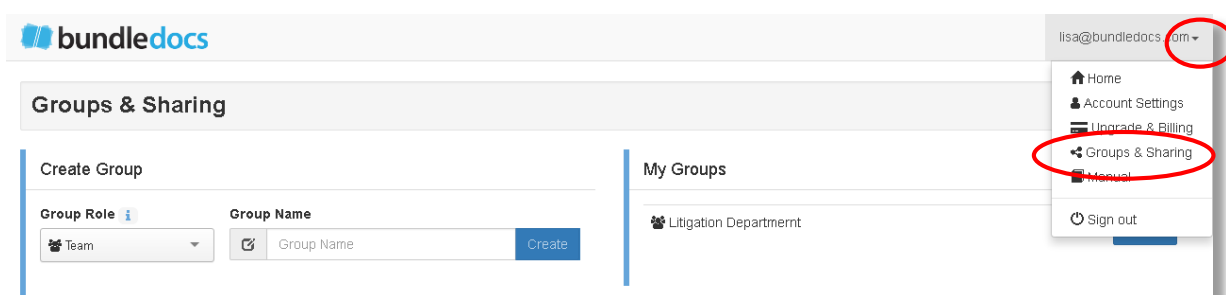 bundledocs
lisa@bundledocs.com
Home
Account Settings
Upgrade & Billing
Groups & Sharing
Manual
Sign out
Groups & Sharing
Create Group
Group Role i
Group Name
Team
Group Name
Create
My Groups
Litigation Departmernt